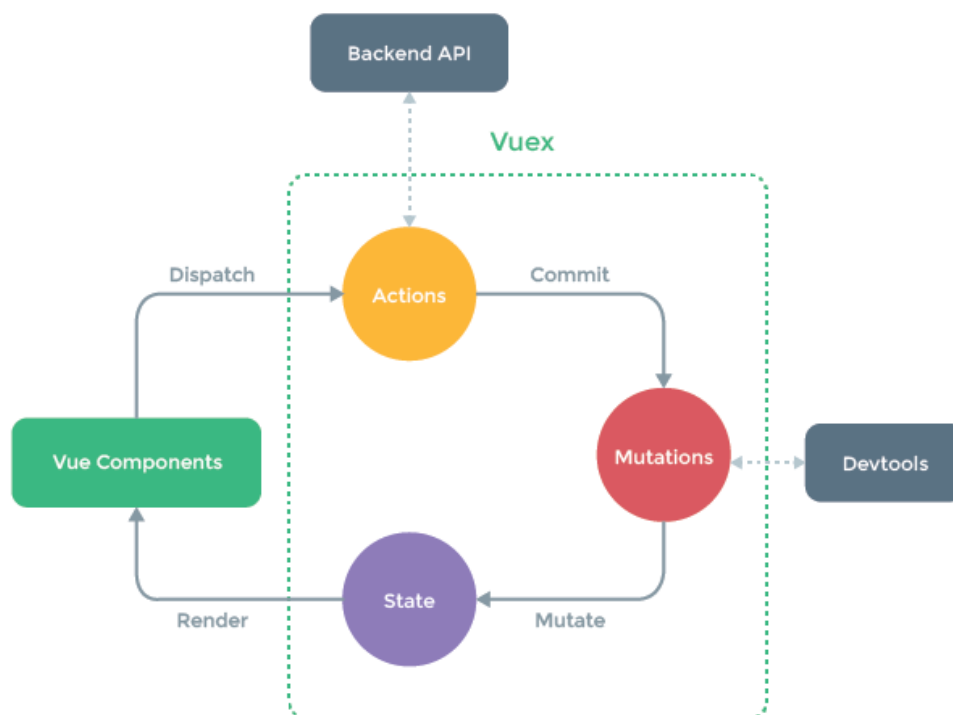 Backend API
Vuex
Dispatch
Actions
Commit
Vue Components
Mutations
Devtools
State
Render
Mutate